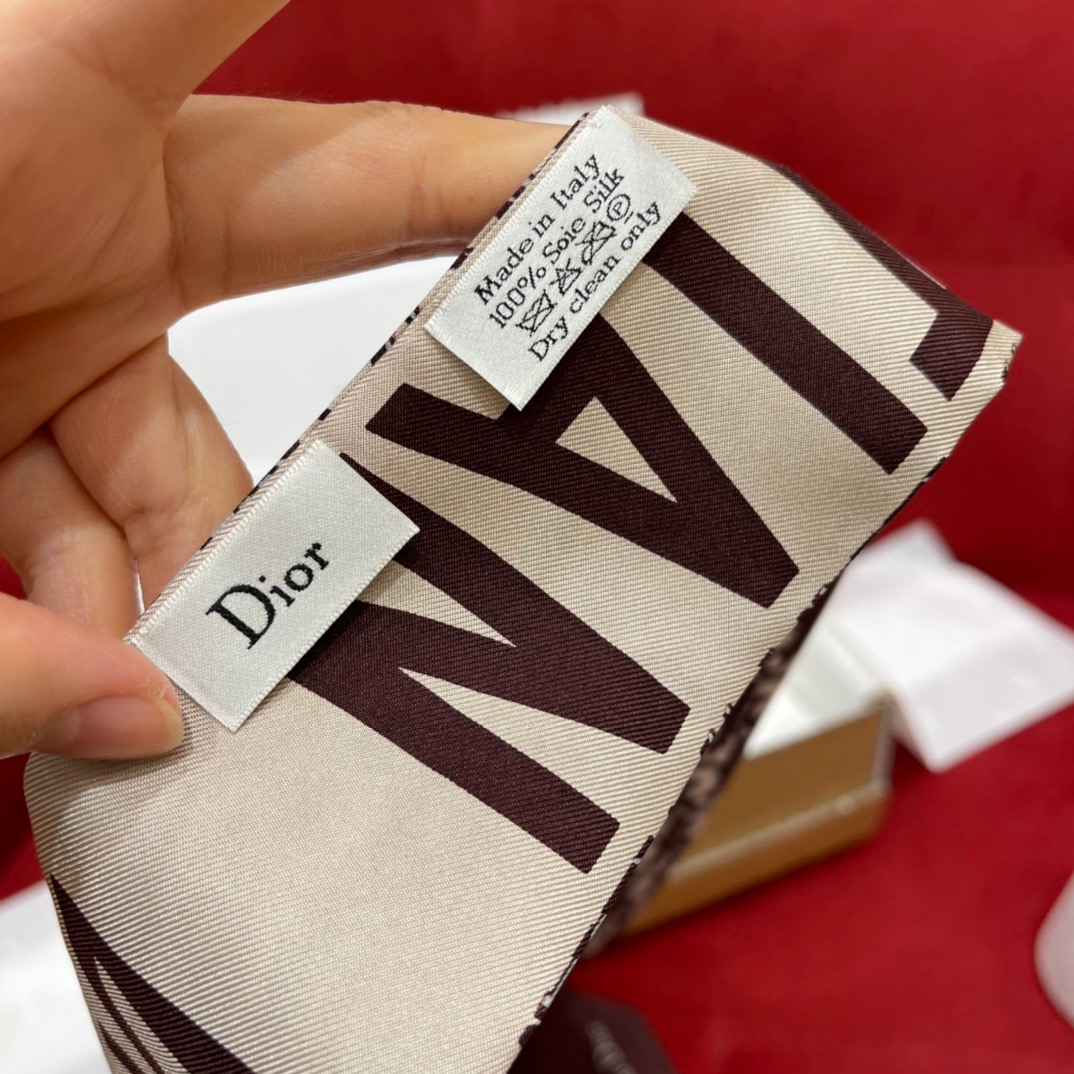 Made in Italy
100% Soie Silk
Dry clean only
Dior